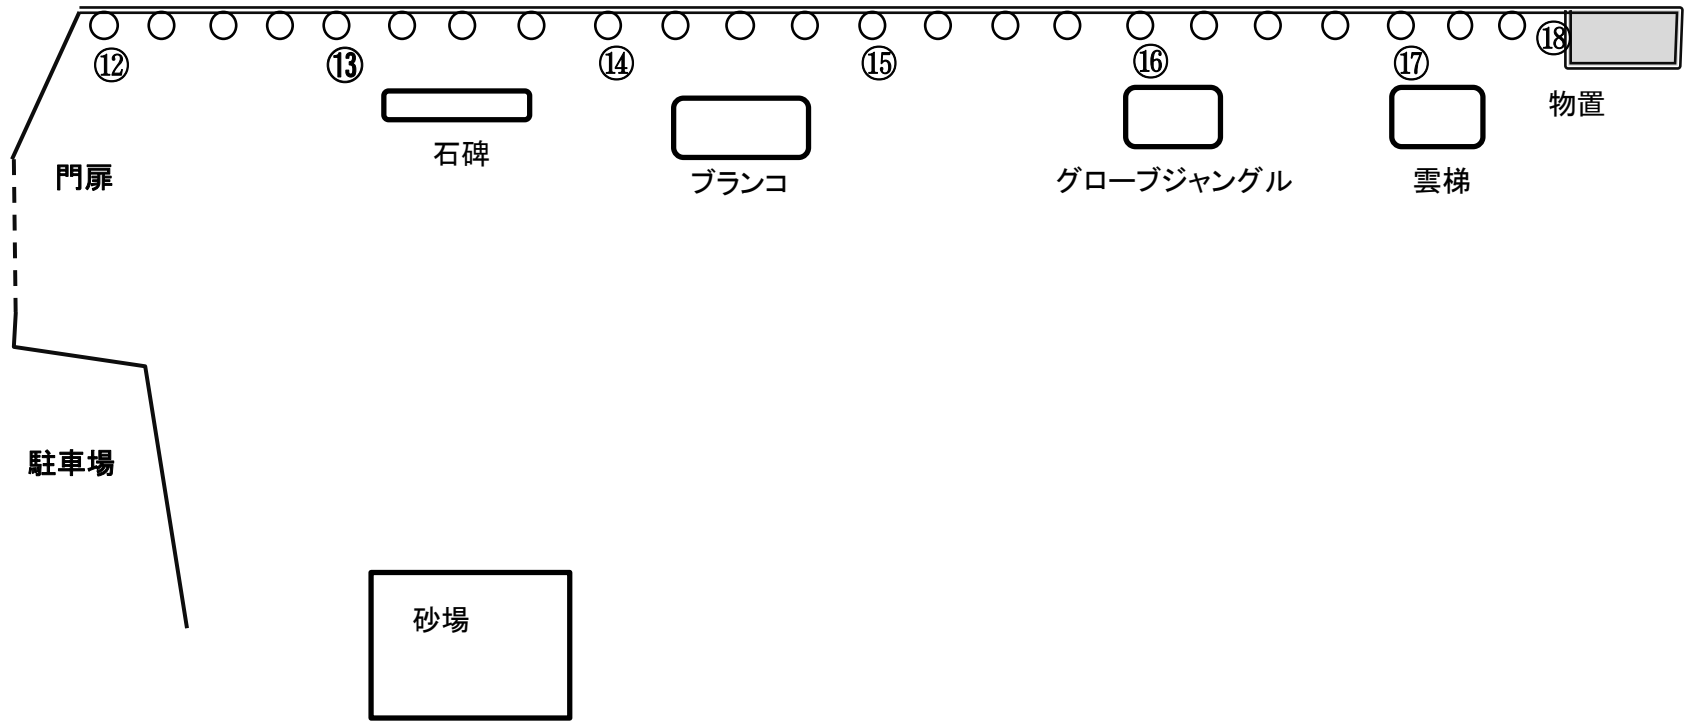 ⑫
⑬
⑭
⑮
⑯
⑰
⑱
物置
石碑
ブランコ
グローブジャングル
雲梯
門扉
駐車場
砂場